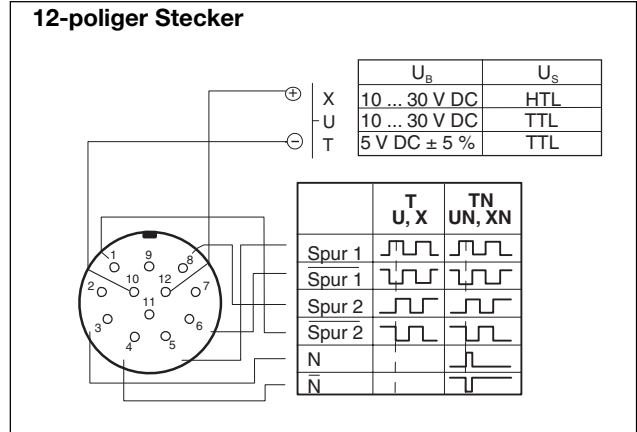 12-poliger Stecker
U_B U_S
⊕ X 10 ... 30 V DC HTL
U 10 ... 30 V DC TTL
⊖ T 5 V DC ± 5 % TTL
T TN
U, X UN, XN
Spur 1
S̅p̅u̅r̅ ̅1̅
Spur 2
S̅p̅u̅r̅ ̅2̅
N
N̅
1 9 8
2 10 12 7
11
3 6
4 5